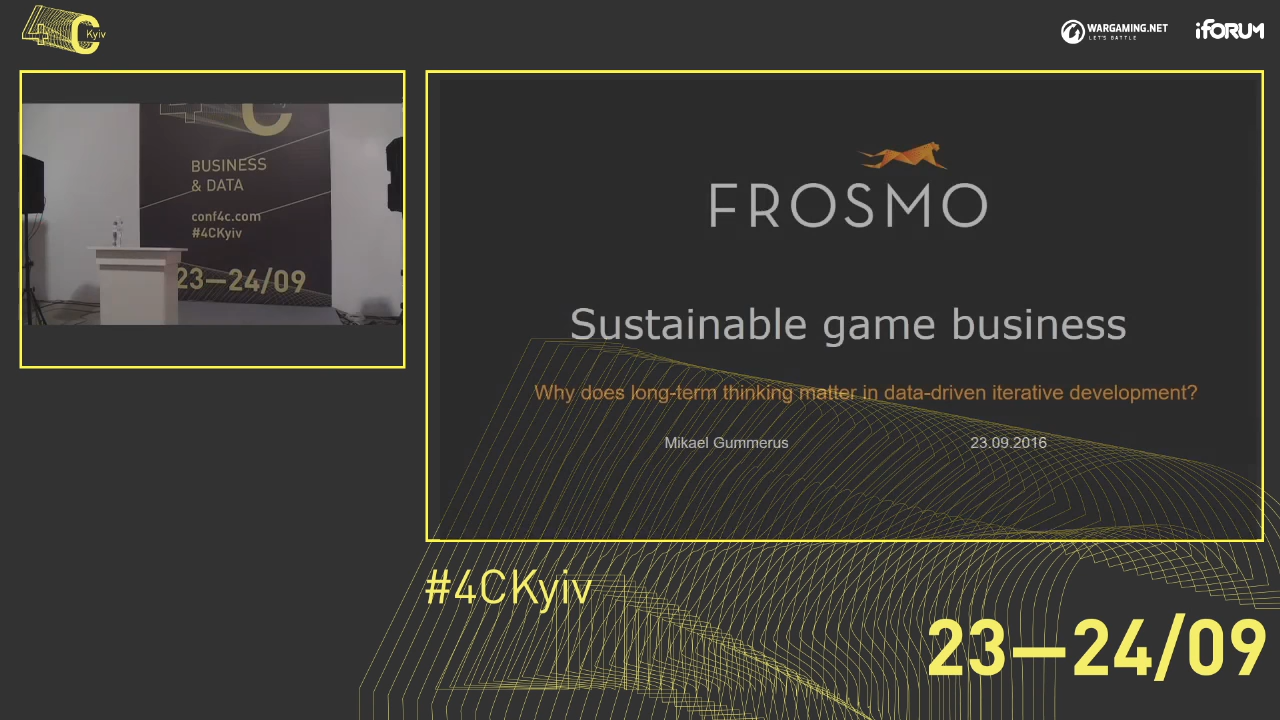 4C Kyiv
WARGAMING.NET
LET'S BATTLE
iFORUM
4C
BUSINESS
& DATA
conf4c.com
#4CKyiv
23—24/09
FROSMO
Sustainable game business
Why does long-term thinking matter in data-driven iterative development?
Mikael Gummerus
23.09.2016
#4CKyiv
23—24/09